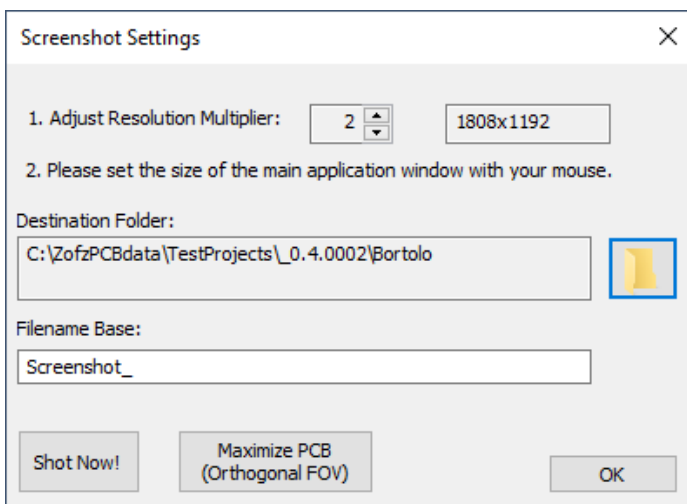 Screenshot Settings
1. Adjust Resolution Multiplier: 2 1808x1192
2. Please set the size of the main application window with your mouse.
Destination Folder:
C:\ZofzPCBdata\TestProjects\_0.4.0002\Bortolo
Filename Base:
Screenshot_
Shot Now!
Maximize PCB
(Orthogonal FOV)
OK